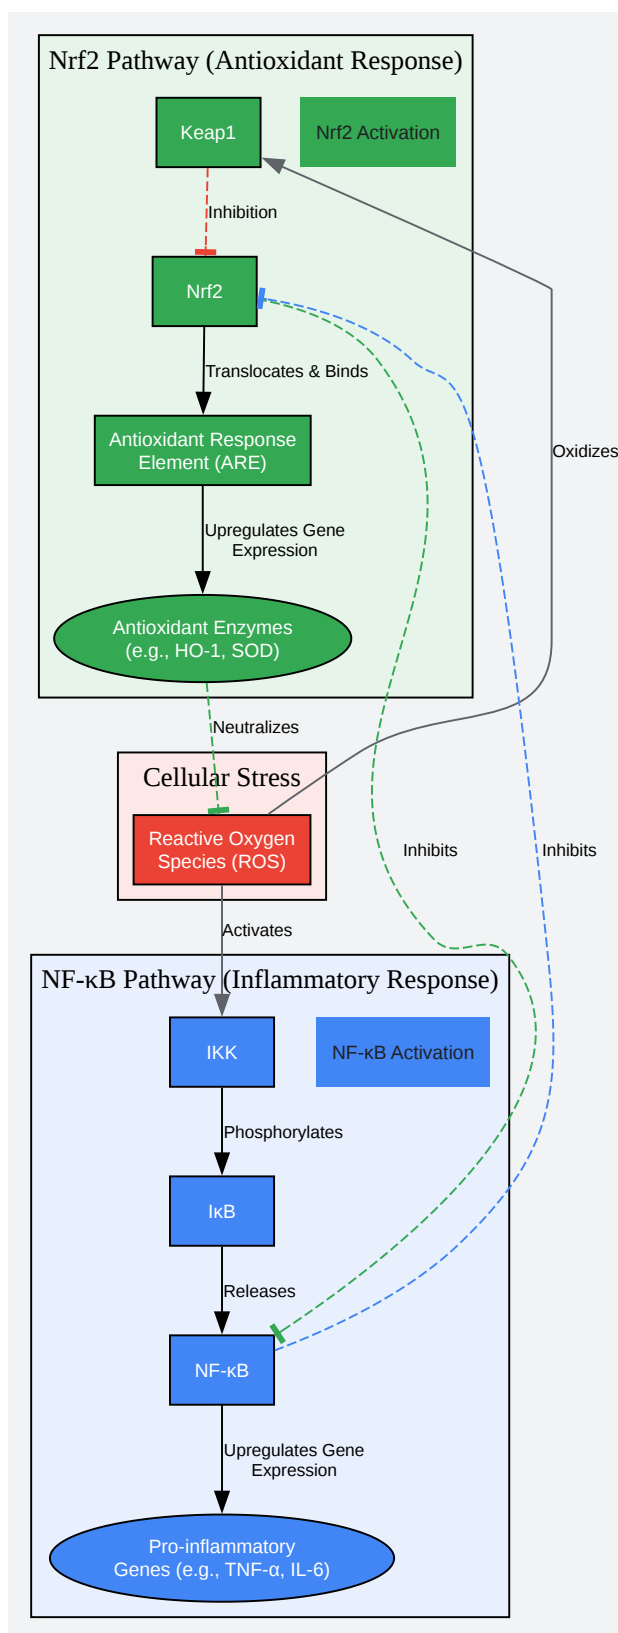 Nrf2 Pathway (Antioxidant Response)
Keap1
Nrf2 Activation
Inhibition
Nrf2
Translocates & Binds
Antioxidant Response
Element (ARE)
Oxidizes
Upregulates Gene
Expression
Antioxidant Enzymes
(e.g., HO-1, SOD)
Neutralizes
Cellular Stress
Reactive Oxygen
Species (ROS)
Inhibits
Inhibits
Activates
NF-κB Pathway (Inflammatory Response)
IKK
NF-κB Activation
Phosphorylates
IκB
Releases
NF-κB
Upregulates Gene
Expression
Pro-inflammatory
Genes (e.g., TNF-α, IL-6)